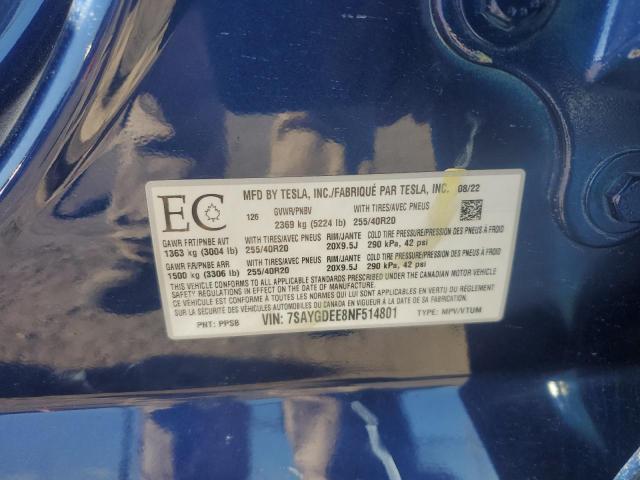 MFD BY TESLA, INC./FABRIQUÉ PAR TESLA, INC. 08/22
EC 126 GVWR/PNBV WITH TIRES/AVEC PNEUS
2369 kg (5224 lb) 255/40R20
GAWR FRT/PNBE AVT WITH TIRES/AVEC PNEUS RIM/JANTE COLD TIRE PRESSURE/PRESSION DES PNEUS À FROID
1363 kg (3004 lb) 255/40R20 20X9.5J 290 kPa, 42 psi
GAWR RR/PNBE ARR WITH TIRES/AVEC PNEUS RIM/JANTE COLD TIRE PRESSURE/PRESSION DES PNEUS À FROID
1500 kg (3306 lb) 255/40R20 20X9.5J 290 kPa, 42 psi
THIS VEHICLE CONFORMS TO ALL APPLICABLE STANDARDS PRESCRIBED UNDER THE CANADIAN MOTOR VEHICLE
SAFETY REGULATIONS IN EFFECT ON THE DATE OF MANUFACTURE / CE VÉHICULE EST CONFORME À TOUTES LES
NORMES QUI LUI SONT APPLICABLES EN VERTU DU RÈGLEMENT SUR LA SÉCURITÉ DES VÉHICULES AUTOMOBILES
DU CANADA EN VIGUEUR À LA DATE DE SA FABRICATION
PNT: PPSB VIN: 7SAYGDEE8NF514801 TYPE: MPV/VTUM